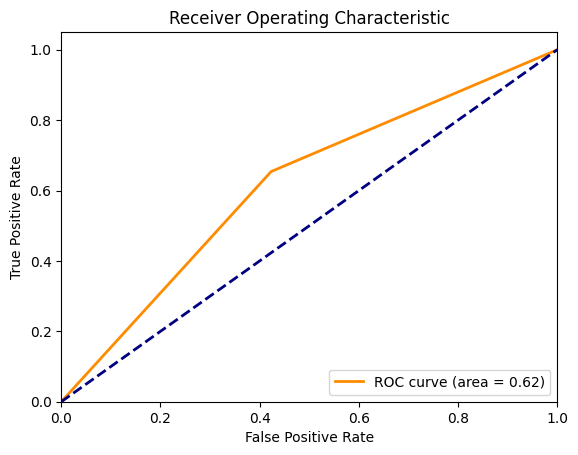 Receiver Operating Characteristic
True Positive Rate
1.0
0.8
0.6
0.4
0.2
0.0
ROC curve (area = 0.62)
0.0 0.2 0.4 0.6 0.8 1.0
False Positive Rate